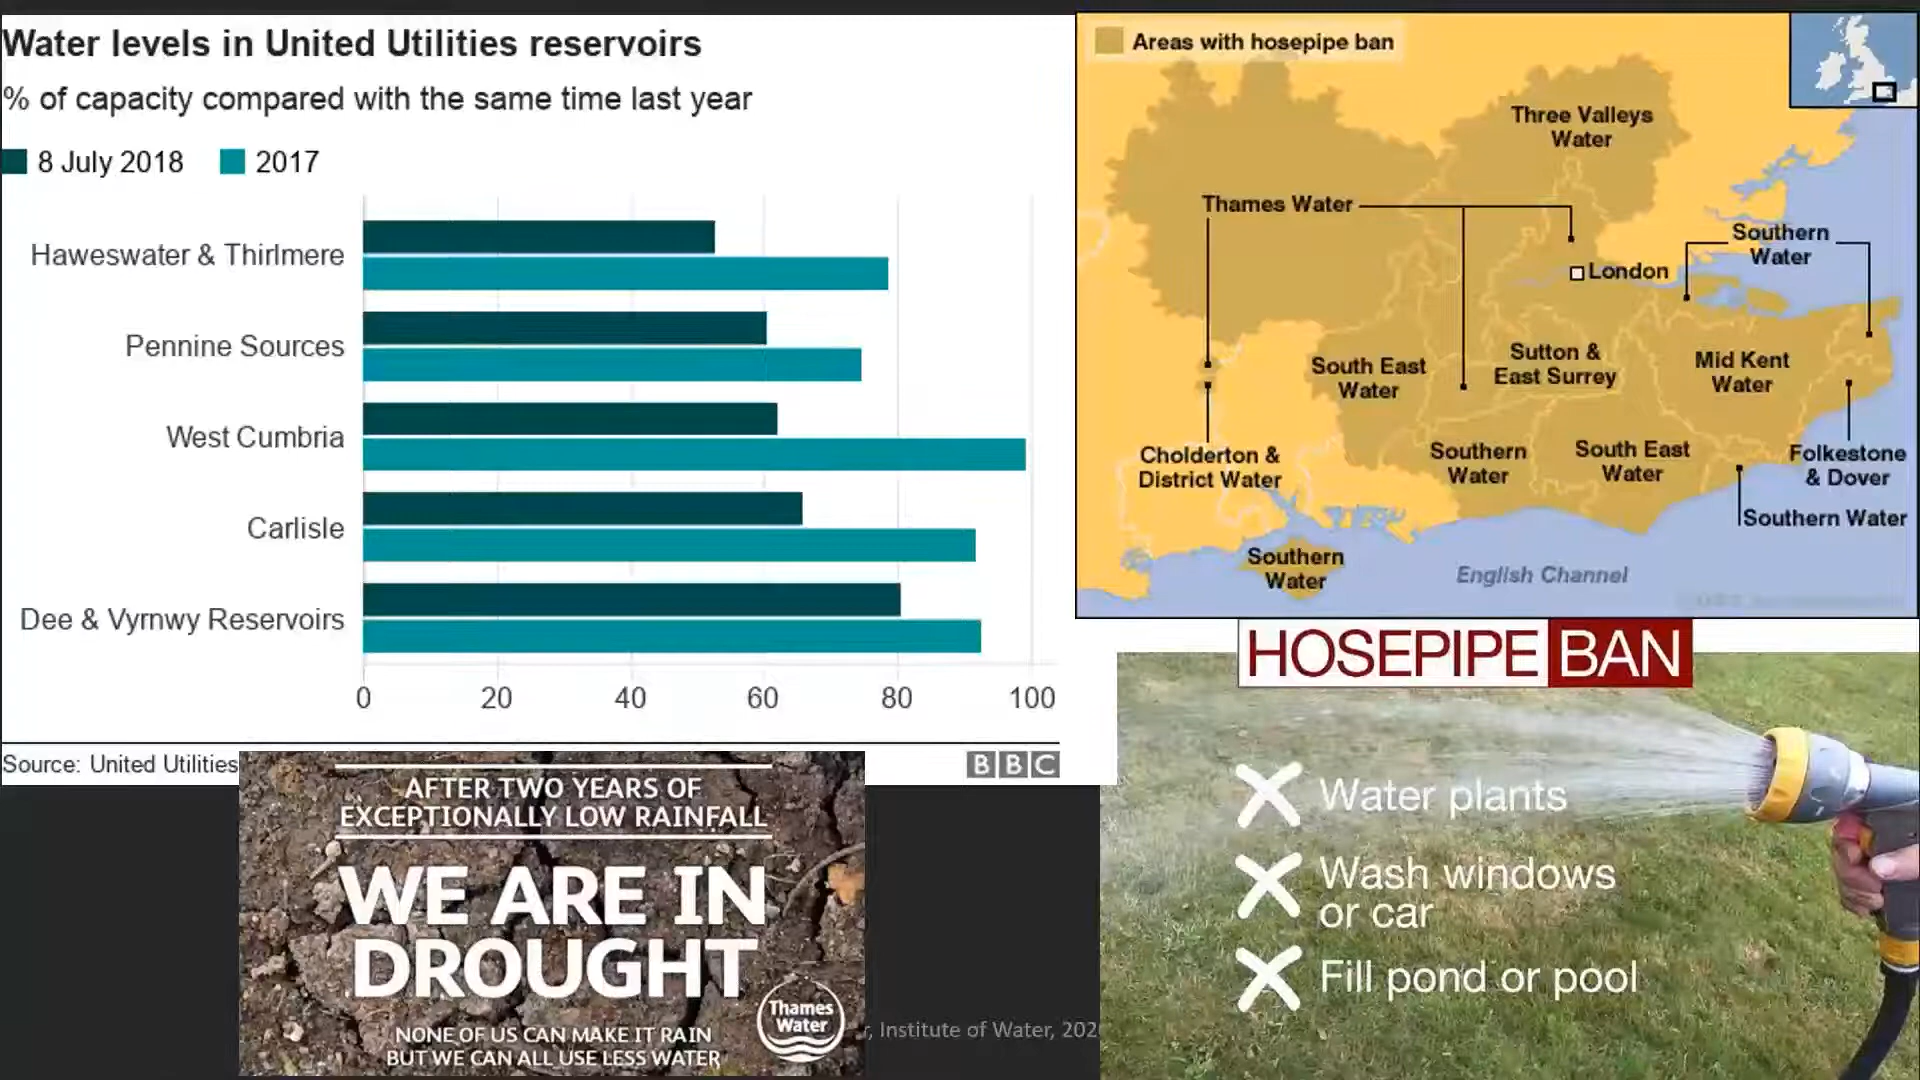 Water levels in United Utilities reservoirs
% of capacity compared with the same time last year
8 July 2018
2017
Haweswater & Thirlmere
Pennine Sources
West Cumbria
Carlisle
Dee & Vyrnwy Reservoirs
0 20 40 60 80 100
Source: United Utilities
BBC
Areas with hosepipe ban
Three Valleys
Water
Thames Water
Southern
Water
London
South East
Water
Sutton &
East Surrey
Mid Kent
Water
Cholderton &
District Water
Southern
Water
South East
Water
Folkestone
& Dover
Southern Water
Southern
Water
English Channel
HOSEPIPE BAN
Water plants
Wash windows
or car
Fill pond or pool
AFTER TWO YEARS OF
EXCEPTIONALLY LOW RAINFALL
WE ARE IN
DROUGHT
NONE OF US CAN MAKE IT RAIN
BUT WE CAN ALL USE LESS WATER
Thames
Water
, Institute of Water, 202